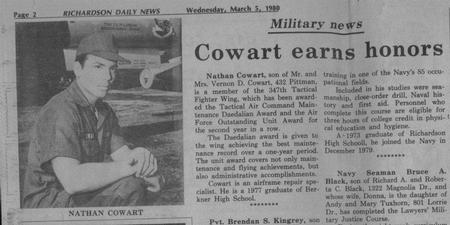 Page 2
RICHARDSON DAILY NEWS
Wednesday, March 5, 1980
Military news
Cowart earns honors
NATHAN COWART
Nathan Cowart, son of Mr. and
Mrs. Vernon D. Cowart, 432 Pittman,
is a member of the 347th Tactical
Fighter Wing, which has been award-
ed the Tactical Air Command Main-
tenance Daedalian Award and the Air
Force Outstanding Unit Award for
the second year in a row.
The Daedalian award is given to
the wing achieving the best mainte-
nance record over a one-year period.
The unit award covers not only main-
tenance and flying achievements, but
also administrative accomplishments.
Cowart is an airframe repair spe-
cialist. He is a 1977 graduate of Ber-
kner High School.
********
Pvt. Brendan S. Kingrey, son
training in one of the Navy's 85 occu-
pational fields.
Included in his studies were sea-
manship, close-order drill, Naval his-
tory and first aid. Personnel who
complete this course are eligible for
three hours of college credit in physi-
cal education and hygiene.
A 1973 graduate of Richardson
High School, he joined the Navy in
December 1979.
********
Navy Seaman Bruce A.
Black, son of Richard A. and Rober-
ta C. Black, 1322 Magnolia Dr., and
whose wife, Donna, is the daughter of
Andy and Mary Tuxhorn, 801 Lorrie
Dr., has completed the Lawyers' Mili-
tary Justice Course.